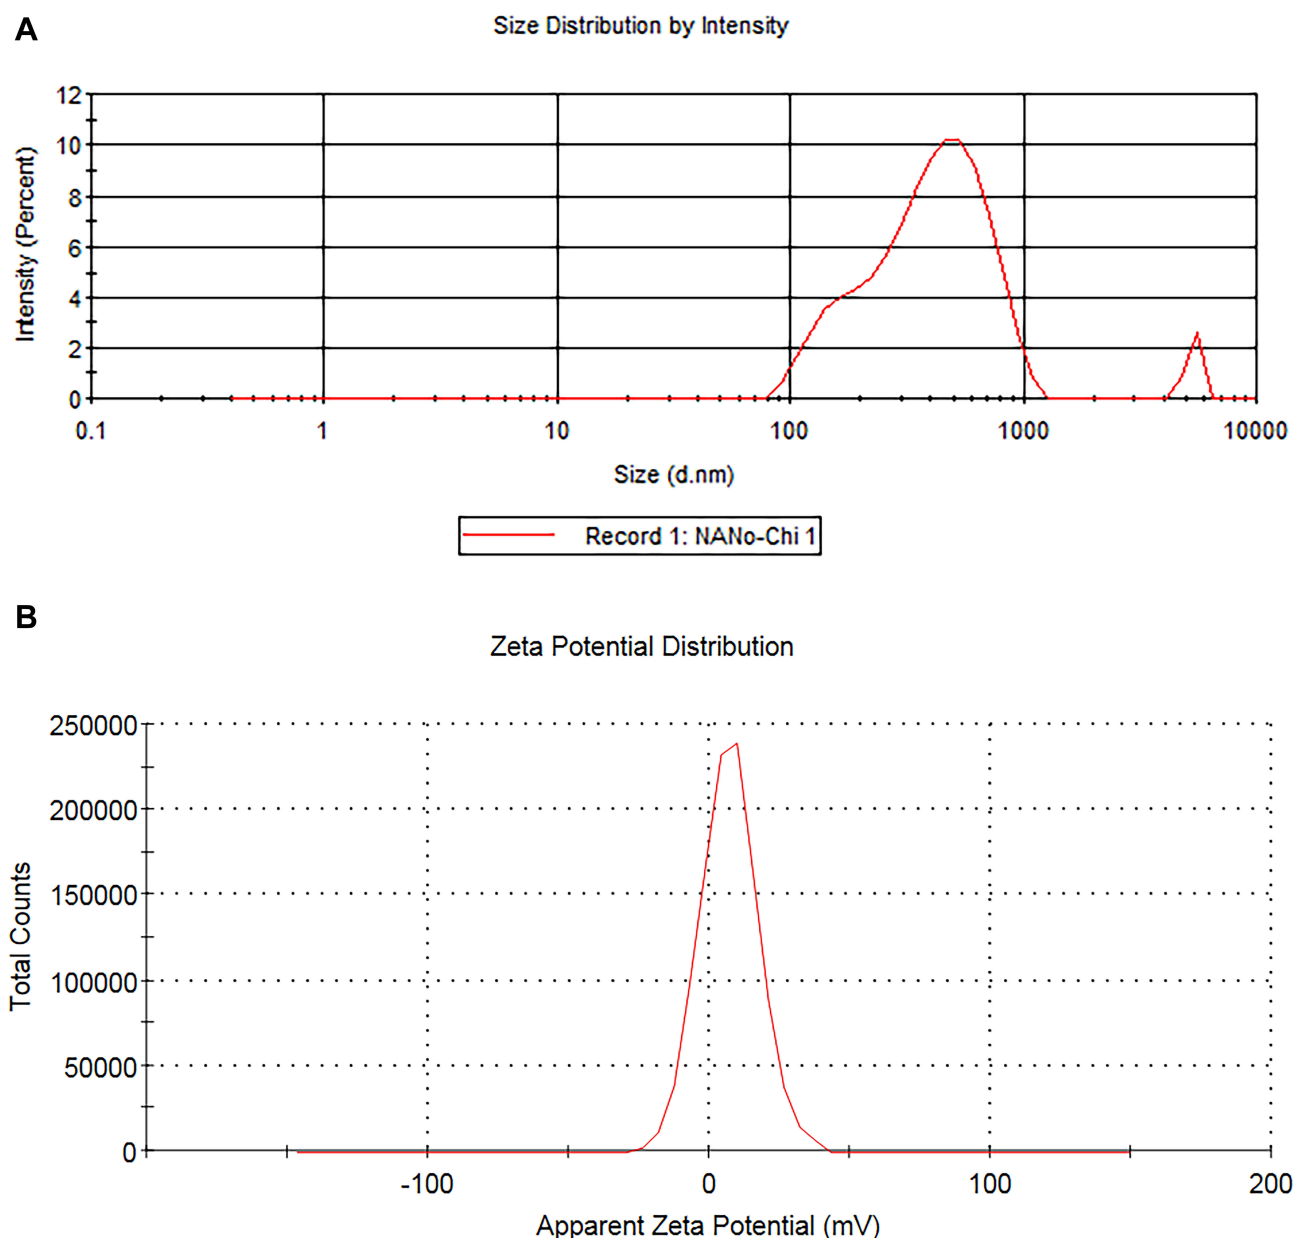 A
Size Distribution by Intensity
12
10
8
6
4
2
0
Intensity (Percent)
0.1 1 10 100 1000 10000
Size (d.nm)
Record 1: NANo-Chi 1
B
Zeta Potential Distribution
250000
200000
150000
100000
50000
0
Total Counts
-100 0 100 200
Apparent Zeta Potential (mV)